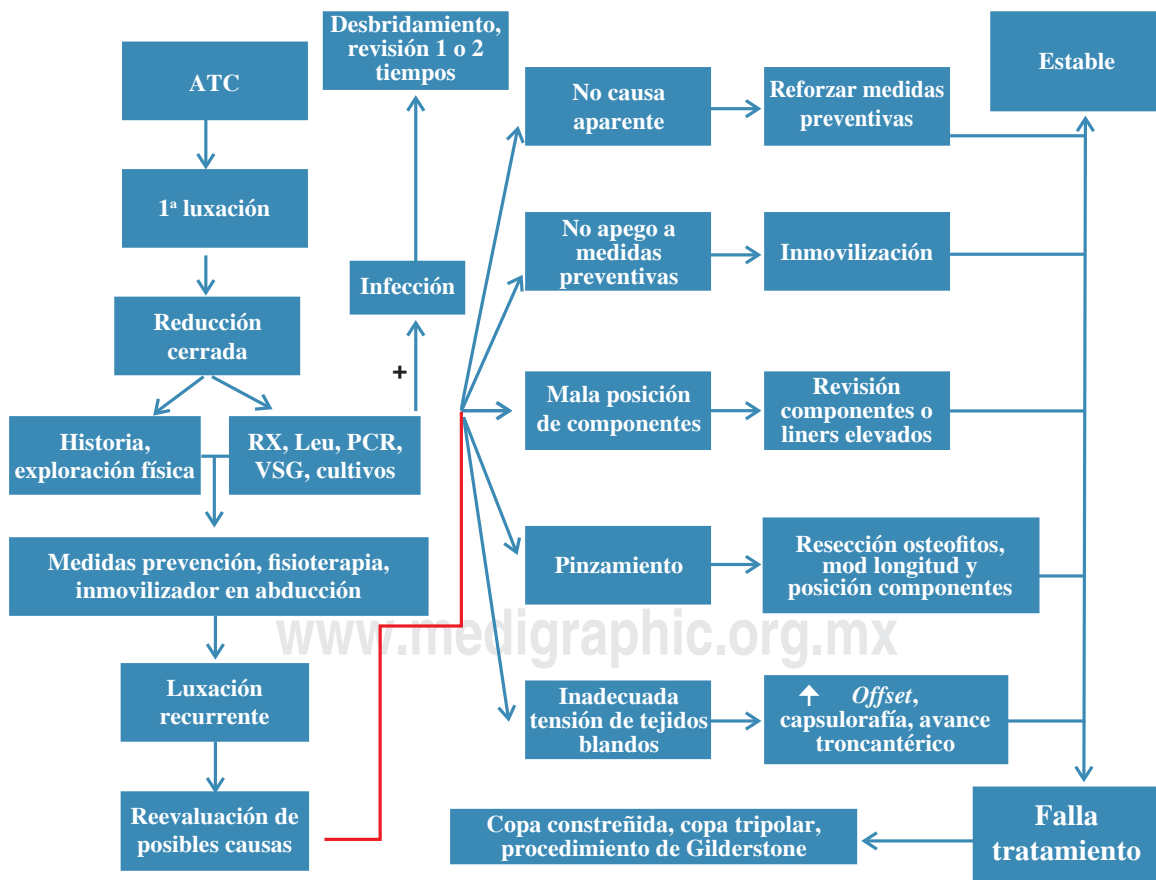 ATC
1ª luxación
Reducción
cerrada
Historia,
exploración física
RX, Leu, PCR,
VSG, cultivos
+
Infección
Desbridamiento,
revisión 1 o 2
tiempos
Medidas prevención, fisioterapia,
inmovilizador en abducción
Luxación
recurrente
Reevaluación de
posibles causas
No causa
aparente
Reforzar medidas
preventivas
No apego a
medidas
preventivas
Inmovilización
Mala posición
de componentes
Revisión
componentes o
liners elevados
Pinzamiento
Resección osteofitos,
mod longitud y
posición componentes
Inadecuada
tensión de tejidos
blandos
↑ Offset,
capsulorafía, avance
troncantérico
Estable
Falla
tratamiento
Copa constreñida, copa tripolar,
procedimiento de Gilderstone
www.medigraphic.org.mx